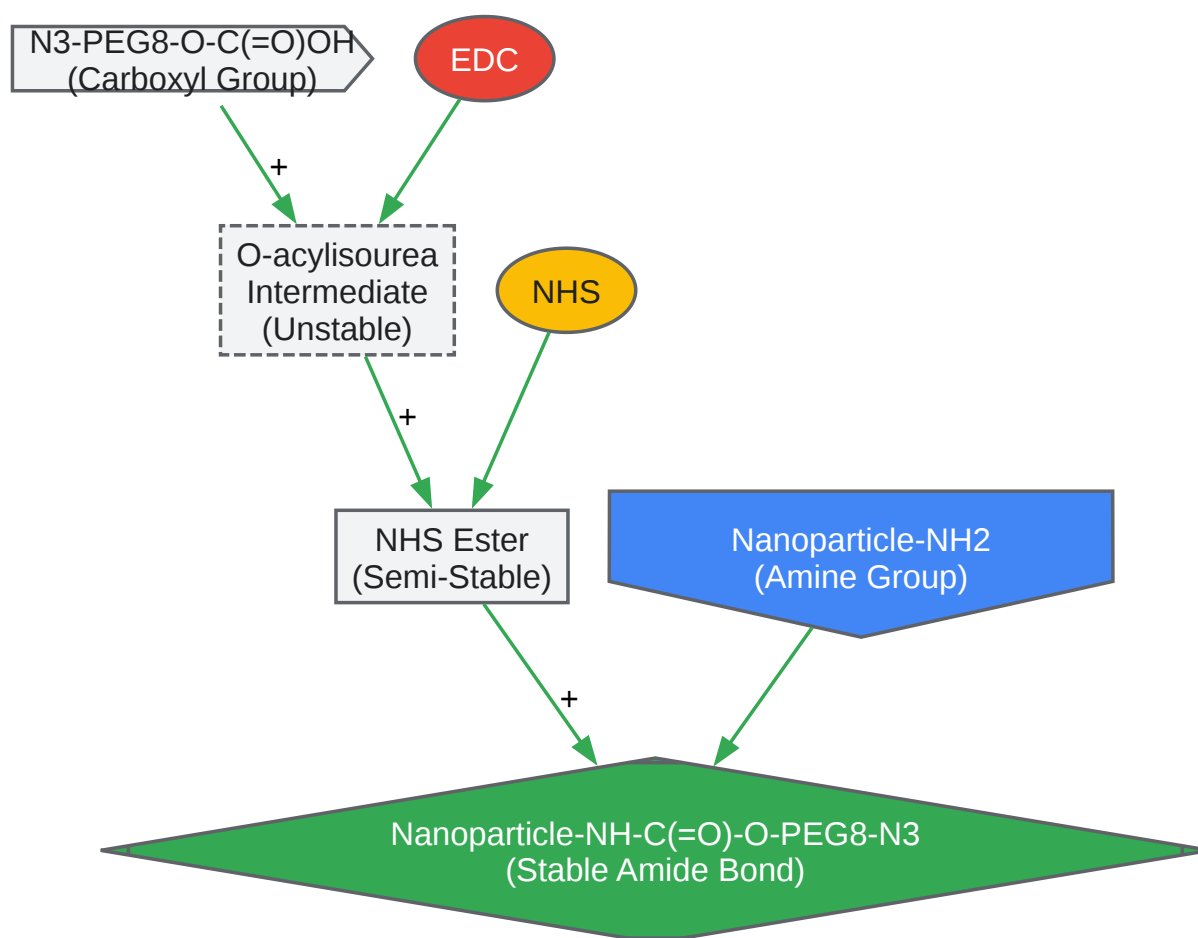 N3-PEG8-O-C(=O)OH
(Carboxyl Group)
EDC
+
O-acylisourea
Intermediate
(Unstable)
NHS
+
NHS Ester
(Semi-Stable)
Nanoparticle-NH2
(Amine Group)
+
Nanoparticle-NH-C(=O)-O-PEG8-N3
(Stable Amide Bond)